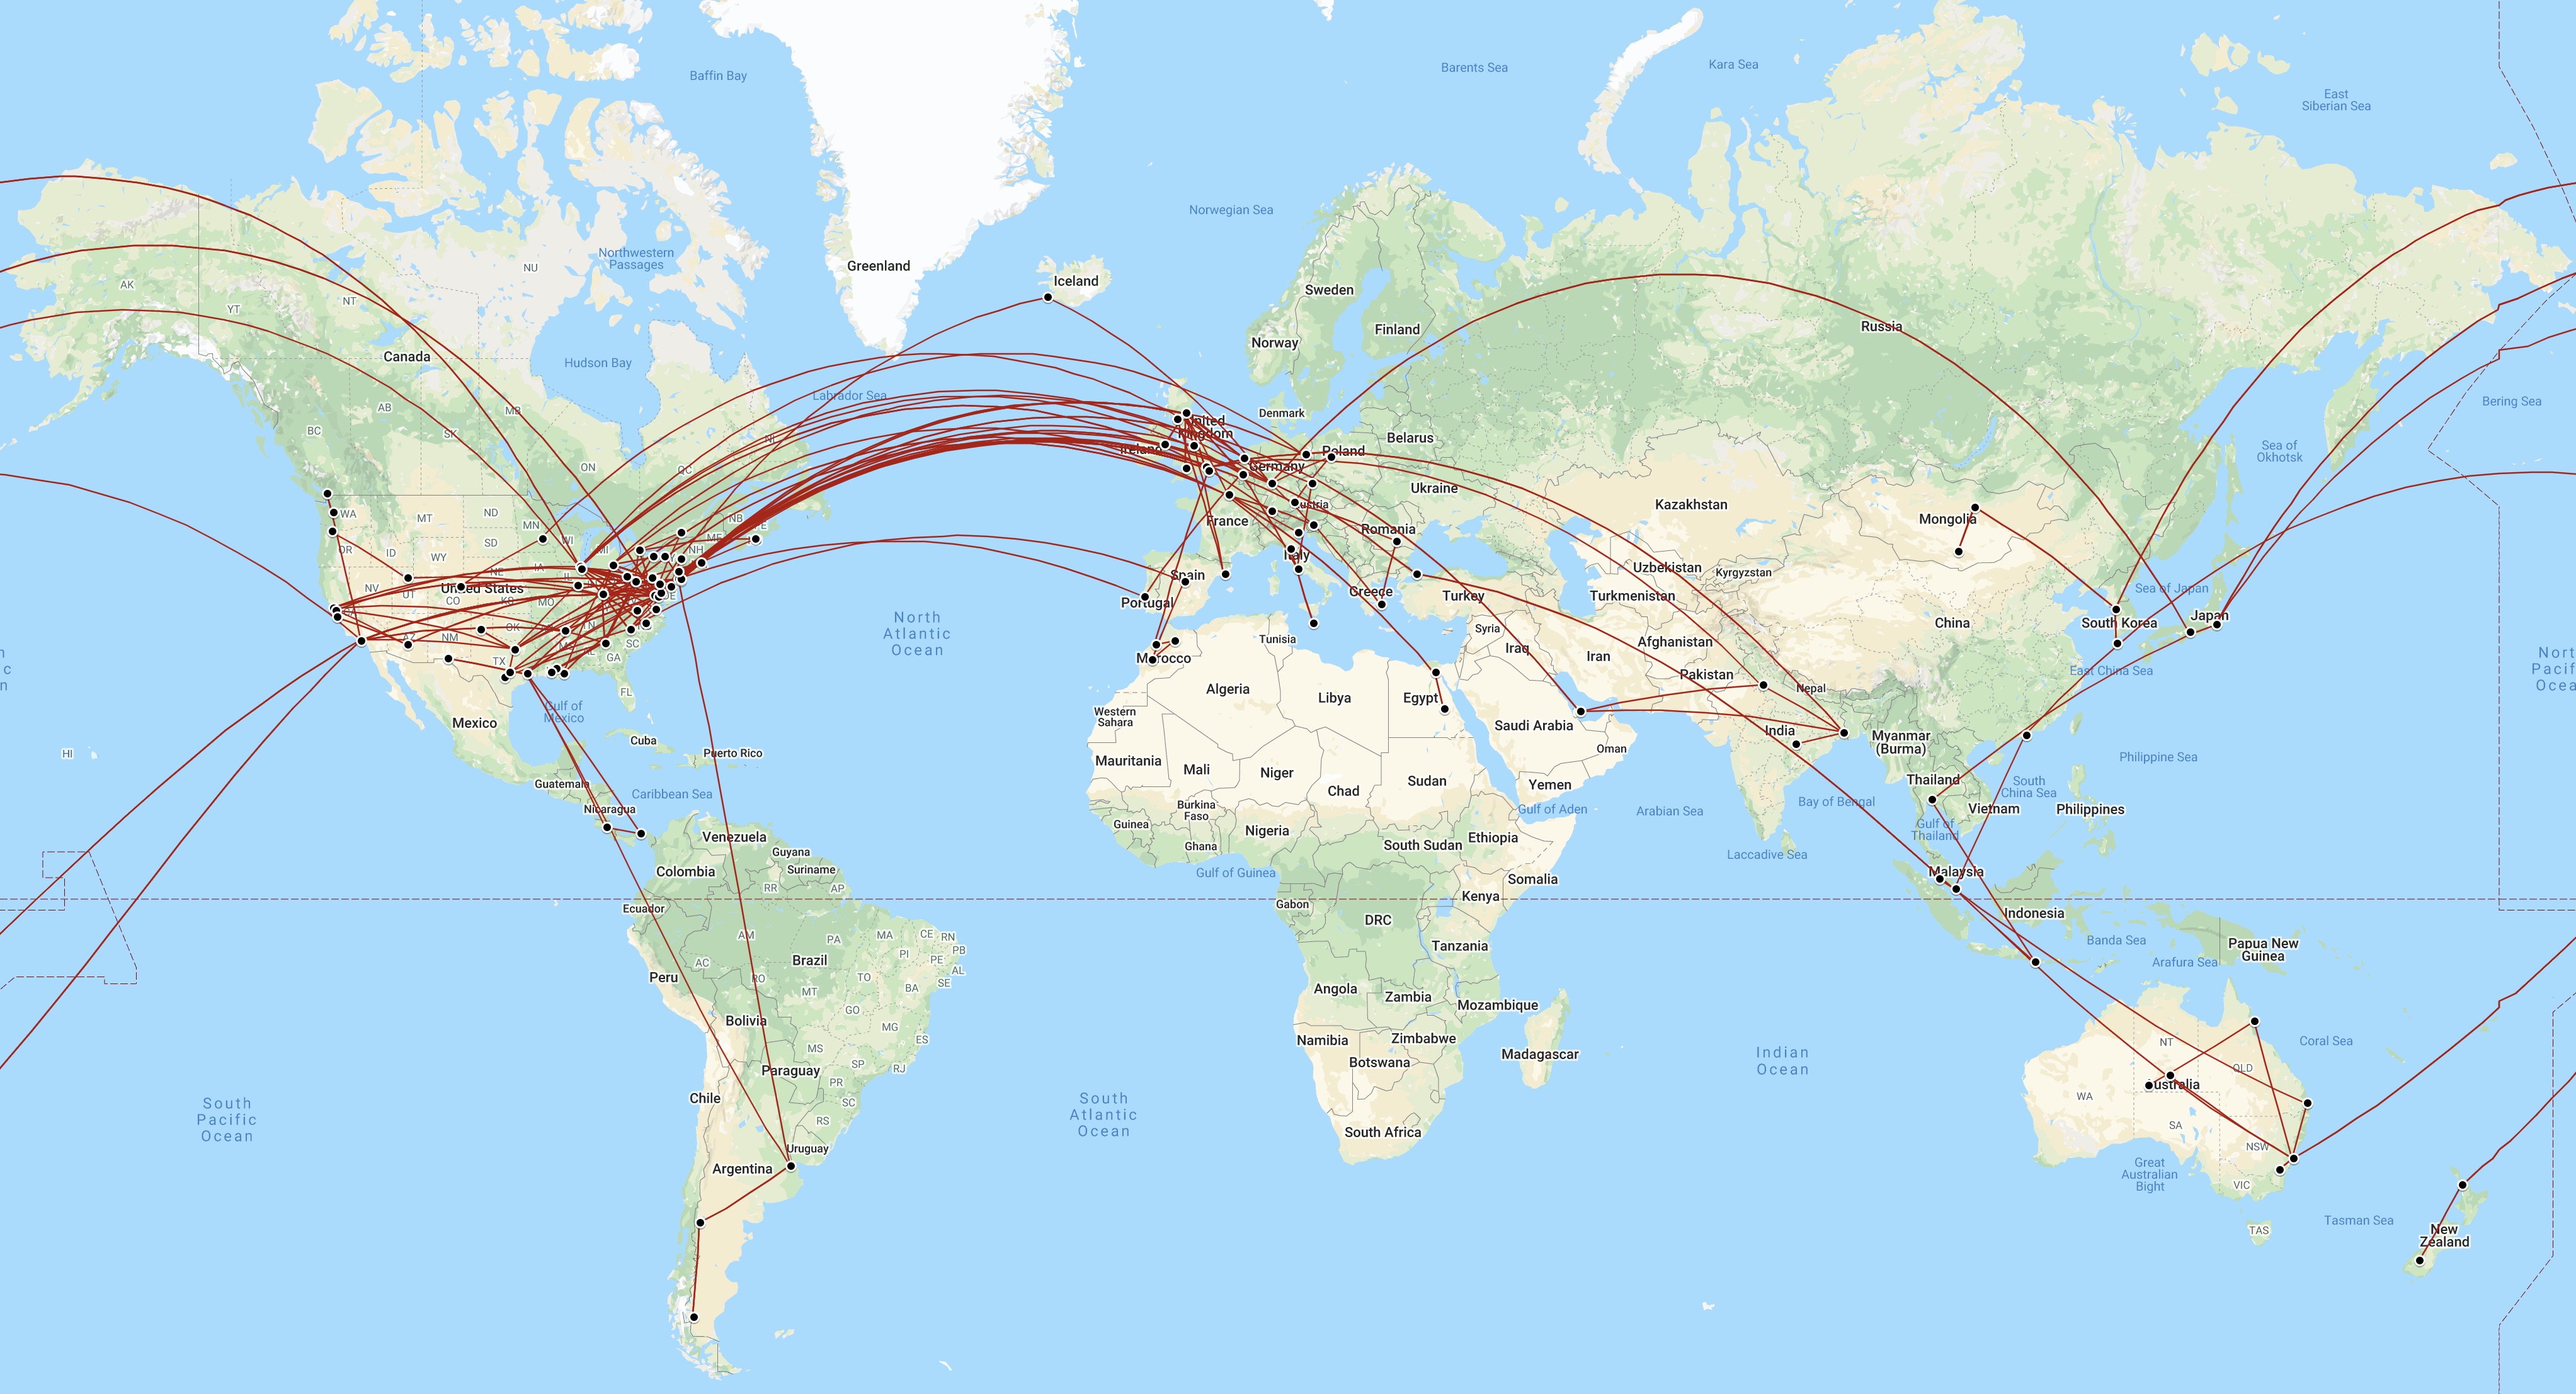 Baffin Bay
Barents Sea
Kara Sea
East
Siberian Sea
Norwegian Sea
Northwestern
Passages
NU
Greenland
Iceland
AK
NT
YT
Sweden
Finland
Norway
Russia
Canada
Hudson Bay
Labrador Sea
AB
MB
BC
SK
ON
QC
NL
Denmark
Bering Sea
United
Kingdom
Ireland
Belarus
Poland
Germany
Sea of
Okhotsk
Ukraine
Kazakhstan
Mongolia
WA
MT
ND
MN
NB
PE
OR
ID
SD
WI
MI
ME
NH
WY
IA
NE
NV
UT
CO
KS
MO
IL
United States
DE
France
Austria
Romania
Italy
Spain
Portugal
Greece
Turkey
Uzbekistan
Kyrgyzstan
Turkmenistan
Sea of Japan
Japan
South Korea
China
AZ
NM
OK
TN
SC
TX
GA
FL
North
Atlantic
Ocean
North
Pacif
Ocea
n
c
Tunisia
Syria
Iraq
Iran
Afghanistan
Pakistan
Nepal
East China Sea
Morocco
Algeria
Libya
Egypt
Western
Sahara
Saudi Arabia
India
Myanmar
(Burma)
Oman
Mexico
Gulf of
Mexico
HI
Cuba
Puerto Rico
Guatemala
Caribbean Sea
Nicaragua
Mauritania
Mali
Niger
Chad
Sudan
Yemen
Gulf of Aden
Arabian Sea
Bay of Bengal
Thailand
South
China Sea
Vietnam
Philippines
Philippine Sea
Gulf of
Thailand
Burkina
Faso
Guinea
Nigeria
Ghana
Ethiopia
South Sudan
Laccadive Sea
Venezuela
Guyana
Suriname
Colombia
RR
AP
Gulf of Guinea
Somalia
Kenya
Malaysia
Indonesia
Ecuador
Gabon
DRC
Tanzania
Banda Sea
Papua New
Guinea
Arafura Sea
AM
PA
MA
CE
RN
PB
PI
PE
AL
SE
Brazil
AC
RO
TO
BA
MT
Peru
Angola
Zambia
Mozambique
Bolivia
GO
MG
ES
MS
SP
RJ
Namibia
Zimbabwe
Botswana
Madagascar
Indian
Ocean
Coral Sea
NT
QLD
Australia
WA
SA
NSW
VIC
TAS
Paraguay
PR
SC
RS
Chile
South
Pacific
Ocean
South
Atlantic
Ocean
South Africa
Uruguay
Argentina
Great
Australian
Bight
Tasman Sea
New
Zealand